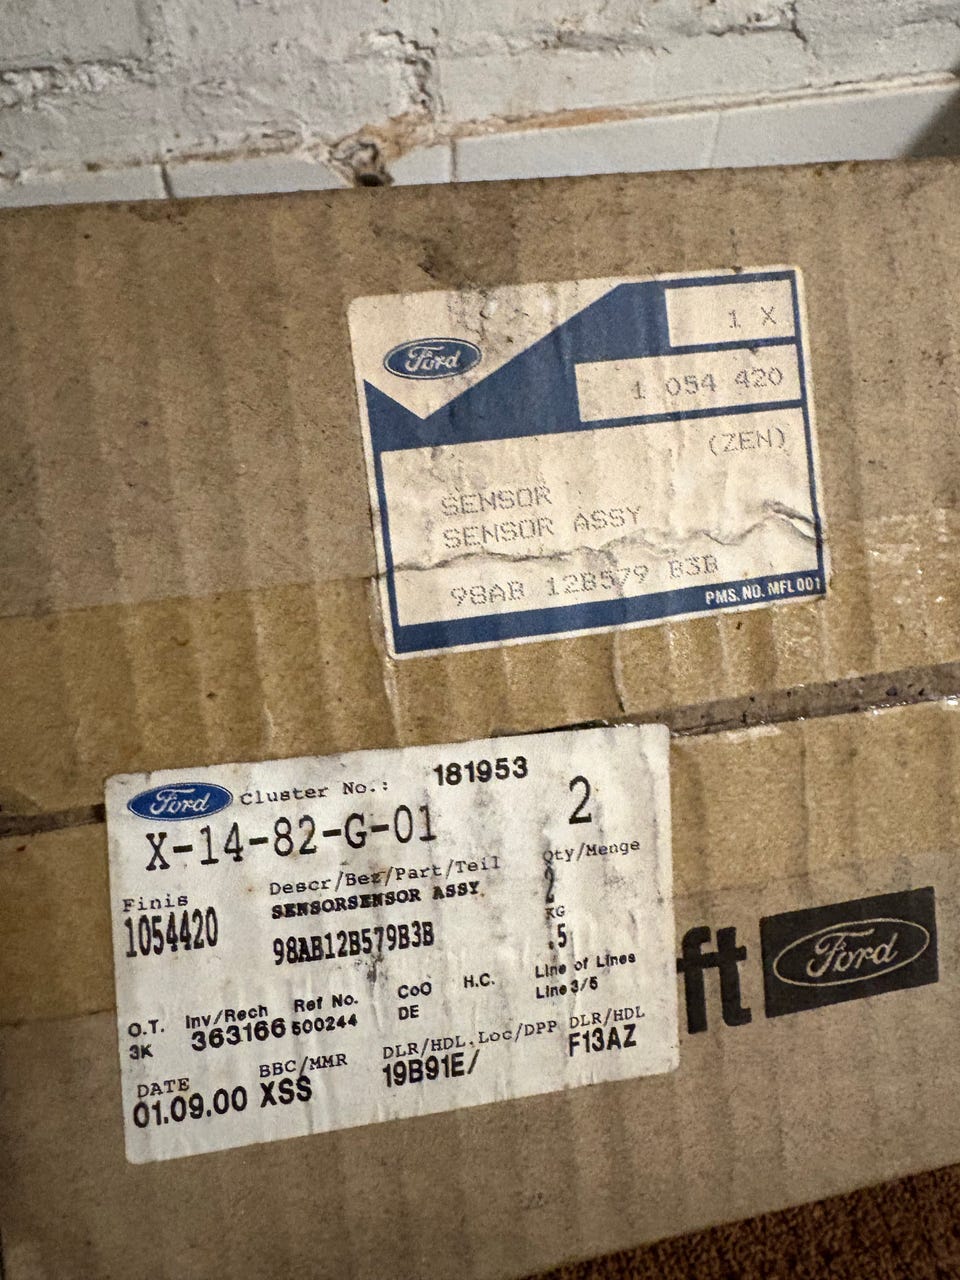 Ford
1 X
1 054 420
(ZEN)
SENSOR
SENSOR ASSY
98AB 12B579 B3B
PMS. NO. MFL 001
Ford Cluster No.: 181953
X-14-82-G-01 2
Finis Descr/Bez/Part/Teil Qty/Menge
1054420 SENSORSENSOR ASSY 2
98AB12B579B3B KG
.5
O.T. Inv/Rech Ref No. CoO H.C. Line of Lines
3K 363166 500244 DE Line 3/5
DATE BBC/MMR DLR/HDL.Loc/DPP DLR/HDL
01.09.00 XSS 19B91E/ F13AZ
ft Ford